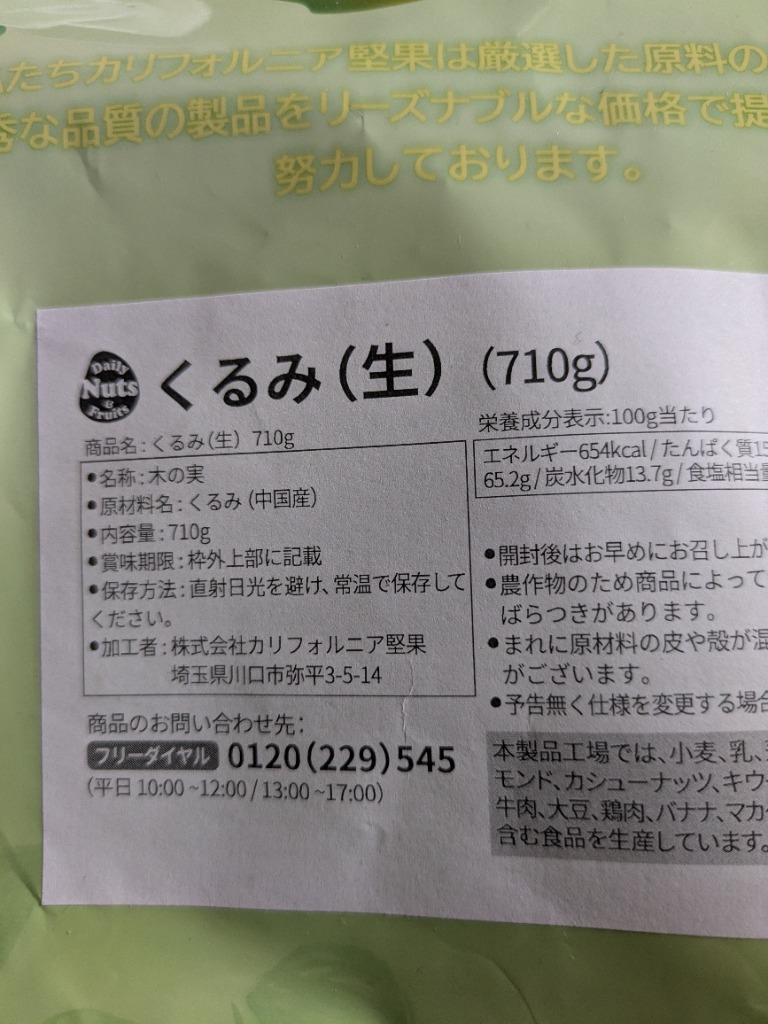 たちカリフォルニア堅果は厳選した原料の
な品質の製品をリーズナブルな価格で提
努力しております。
Daily
Nuts
&
Fruits
くるみ(生) (710g)
商品名:くるみ(生) 710g
●名称:木の実
●原材料名:くるみ(中国産)
●内容量:710g
●賞味期限:枠外上部に記載
●保存方法:直射日光を避け、常温で保存して
ください。
●加工者:株式会社カリフォルニア堅果
埼玉県川口市弥平3-5-14
商品のお問い合わせ先:
フリーダイヤル 0120(229)545
(平日 10:00 ~12:00 / 13:00 ~17:00)
栄養成分表示:100g当たり
エネルギー654kcal / たんぱく質15
65.2g / 炭水化物13.7g / 食塩相当量
●開封後はお早めにお召し上が
●農作物のため商品によって
ばらつきがあります。
●まれに原材料の皮や殻が混
がございます。
●予告無く仕様を変更する場合
本製品工場では、小麦、乳、
モンド、カシューナッツ、キウ
牛肉、大豆、鶏肉、バナナ、マカ
含む食品を生産しています。